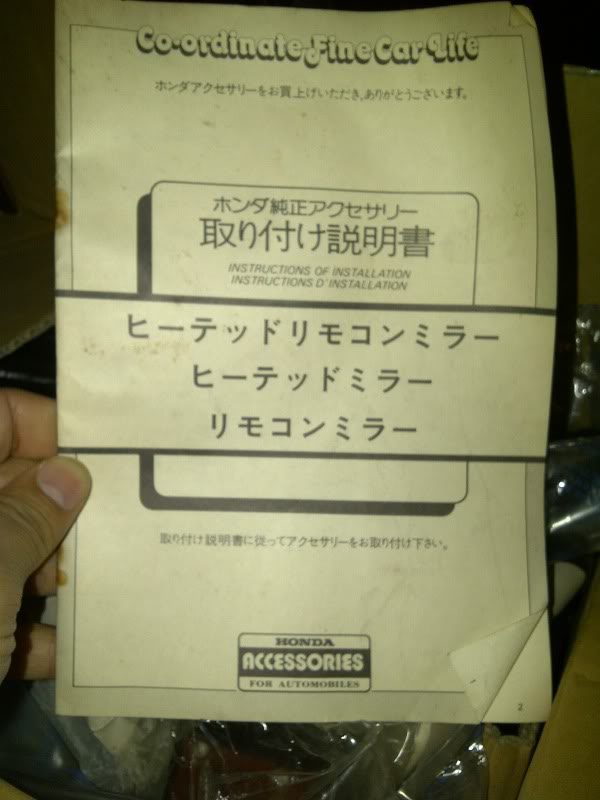 Co-ordinate Fine Car Life
ホンダアクセサリーをお買上げいただき、ありがとうございます。
ホンダ純正アクセサリー
取り付け説明書
INSTRUCTIONS OF INSTALLATION
INSTRUCTIONS D'INSTALLATION
ヒーテッドリモコンミラー
ヒーテッドミラー
リモコンミラー
取り付け説明書に従ってアクセサリーをお取り付け下さい。
HONDA
ACCESSORIES
FOR AUTOMOBILES
2